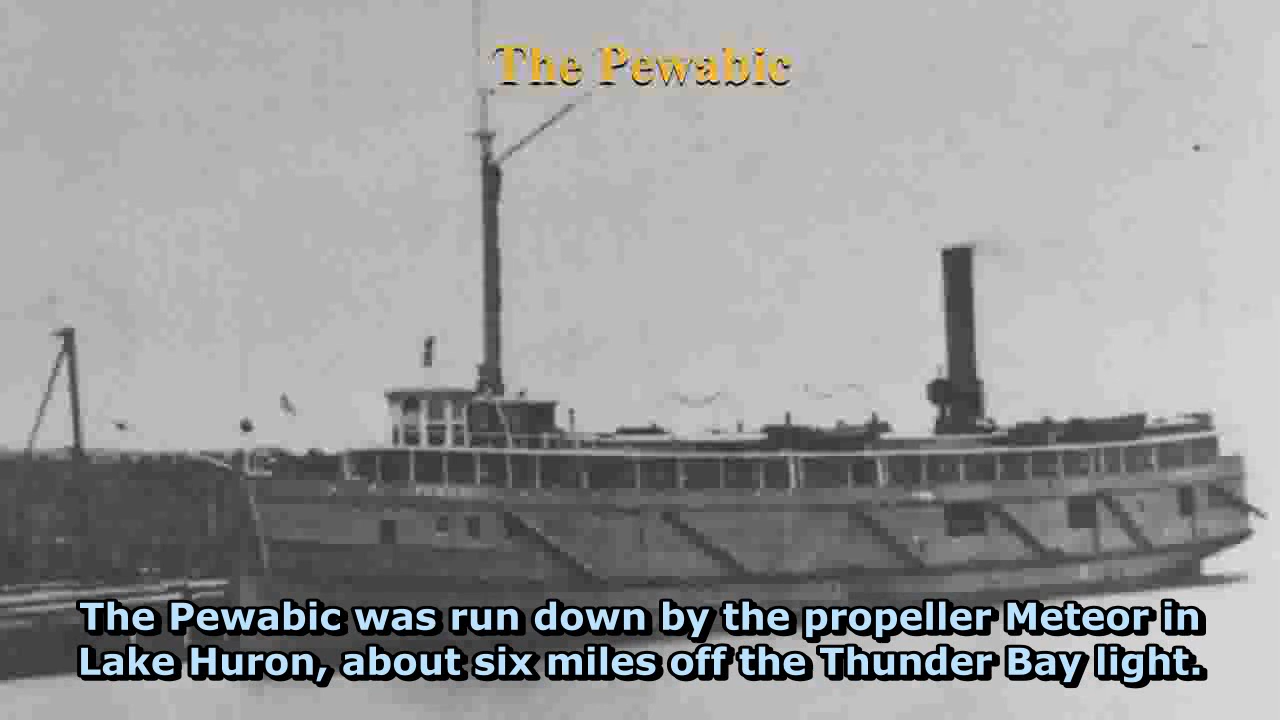 The Pewabic
The Pewabic was run down by the propeller Meteor in
Lake Huron, about six miles off the Thunder Bay light.